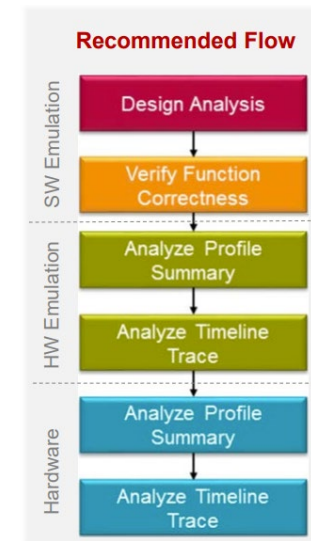 Recommended Flow
SW Emulation
Design Analysis
Verify Function
Correctness
HW Emulation
Analyze Profile
Summary
Analyze Timeline
Trace
Hardware
Analyze Profile
Summary
Analyze Timeline
Trace